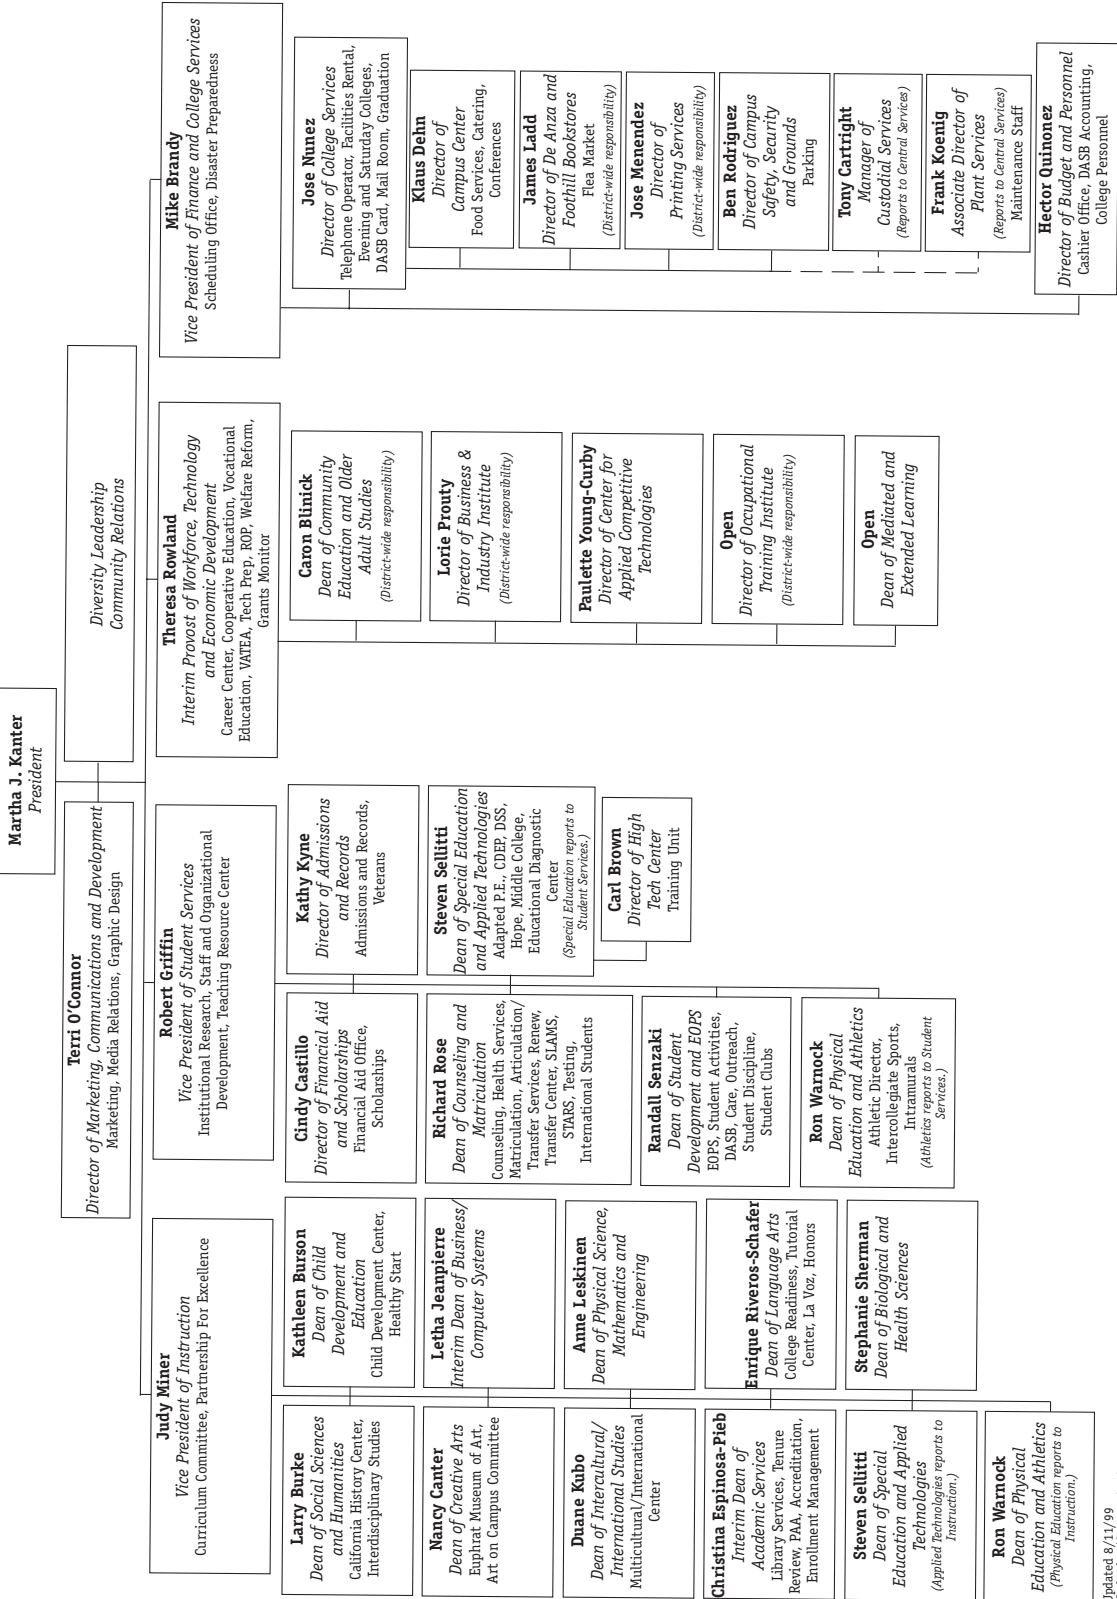 Martha J. Kanter
President
Terri O'Connor
Director of Marketing, Communications and Development
Marketing, Media Relations, Graphic Design
Diversity Leadership
Community Relations
Judy Miner
Vice President of Instruction
Curriculum Committee, Partnership For Excellence
Larry Burke
Dean of Social Sciences
and Humanities
California History Center,
Interdisciplinary Studies
Kathleen Burson
Dean of Child
Development and
Education
Child Development Center,
Healthy Start
Nancy Canter
Dean of Creative Arts
Euphrat Museum of Art,
Art on Campus Committee
Letha Jeanpierre
Interim Dean of Business/
Computer Systems
Duane Kubo
Dean of Intercultural/
International Studies
Multicultural/International
Center
Anne Leskinen
Dean of Physical Science,
Mathematics and
Engineering
Christina Espinosa-Pieb
Interim Dean of
Academic Services
Library Services, Tenure
Review, PAA, Accreditation,
Enrollment Management
Enrique Riveros-Schafer
Dean of Language Arts
College Readiness, Tutorial
Center, La Voz, Honors
Steven Sellitti
Dean of Special
Education and Applied
Technologies
(Applied Technologies reports to
Instruction.)
Stephanie Sherman
Dean of Biological and
Health Sciences
Ron Warnock
Dean of Physical
Education and Athletics
(Physical Education reports to
Instruction.)
Robert Griffin
Vice President of Student Services
Institutional Research, Staff and Organizational
Development, Teaching Resource Center
Cindy Castillo
Director of Financial Aid
and Scholarships
Financial Aid Office,
Scholarships
Kathy Kyne
Director of Admissions
and Records
Admissions and Records,
Veterans
Richard Rose
Dean of Counseling and
Matriculation
Counseling, Health Services,
Matriculation, Articulation/
Transfer Services, Renew,
Transfer Center, SLAMS,
STARS, Testing,
International Students
Steven Sellitti
Dean of Special Education
and Applied Technologies
Adapted P.E., CDEP, DSS,
Hope, Middle College,
Educational Diagnostic
Center
(Special Education reports to
Student Services.)
Carl Brown
Director of High
Tech Center
Training Unit
Randall Senzaki
Dean of Student
Development and EOPS
EOPS, Student Activities,
DASB, Care, Outreach,
Student Discipline,
Student Clubs
Ron Warnock
Dean of Physical
Education and Athletics
Athletic Director,
Intercollegiate Sports,
Intramurals
(Athletics reports to Student
Services.)
Theresa Rowland
Interim Provost of Workforce, Technology
and Economic Development
Career Center, Cooperative Education, Vocational
Education, VATEA, Tech Prep, ROP, Welfare Reform,
Grants Monitor
Caron Blinick
Dean of Community
Education and Older
Adult Studies
(District-wide responsibility)
Lorie Prouty
Director of Business &
Industry Institute
(District-wide responsibility)
Paulette Young-Curby
Director of Center for
Applied Competitive
Technologies
Open
Director of Occupational
Training Institute
(District-wide responsibility)
Open
Dean of Mediated and
Extended Learning
Mike Brandy
Vice President of Finance and College Services
Scheduling Office, Disaster Preparedness
Jose Nunez
Director of College Services
Telephone Operator, Facilities Rental,
Evening and Saturday Colleges,
DASB Card, Mail Room, Graduation
Klaus Dehn
Director of
Campus Center
Food Services, Catering,
Conferences
James Ladd
Director of De Anza and
Foothill Bookstores
Flea Market
(District-wide responsibility)
Jose Menendez
Director of
Printing Services
(District-wide responsibility)
Ben Rodriguez
Director of Campus
Safety, Security
and Grounds
Parking
Tony Cartright
Manager of
Custodial Services
(Reports to Central Services)
Frank Koenig
Associate Director of
Plant Services
(Reports to Central Services)
Maintenance Staff
Hector Quinonez
Director of Budget and Personnel
Cashier Office, DASB Accounting,
College Personnel
Updated 8/11/99